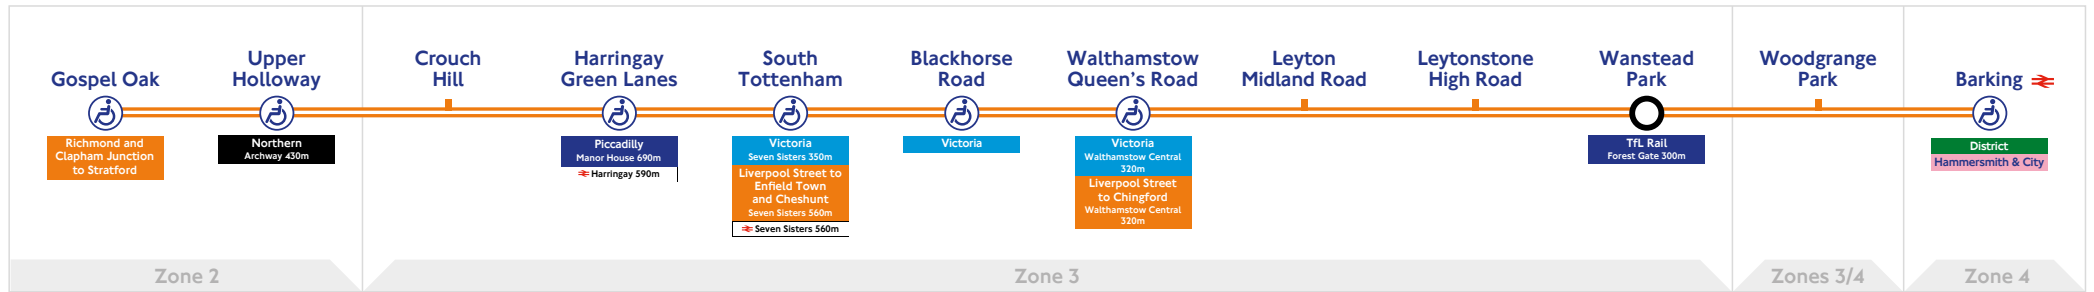 Gospel Oak
Richmond and
Clapham Junction
to Stratford
Upper
Holloway
Northern
Archway 430m
Crouch
Hill
Harringay
Green Lanes
Piccadilly
Manor House 690m
Harringay 590m
South
Tottenham
Victoria
Seven Sisters 350m
Liverpool Street to
Enfield Town
and Cheshunt
Seven Sisters 560m
Seven Sisters 560m
Blackhorse
Road
Victoria
Walthamstow
Queen's Road
Victoria
Walthamstow Central
320m
Liverpool Street
to Chingford
Walthamstow Central
320m
Leyton
Midland Road
Leytonstone
High Road
Wanstead
Park
TfL Rail
Forest Gate 300m
Woodgrange
Park
Barking
District
Hammersmith & City
Zone 2
Zone 3
Zones 3/4
Zone 4